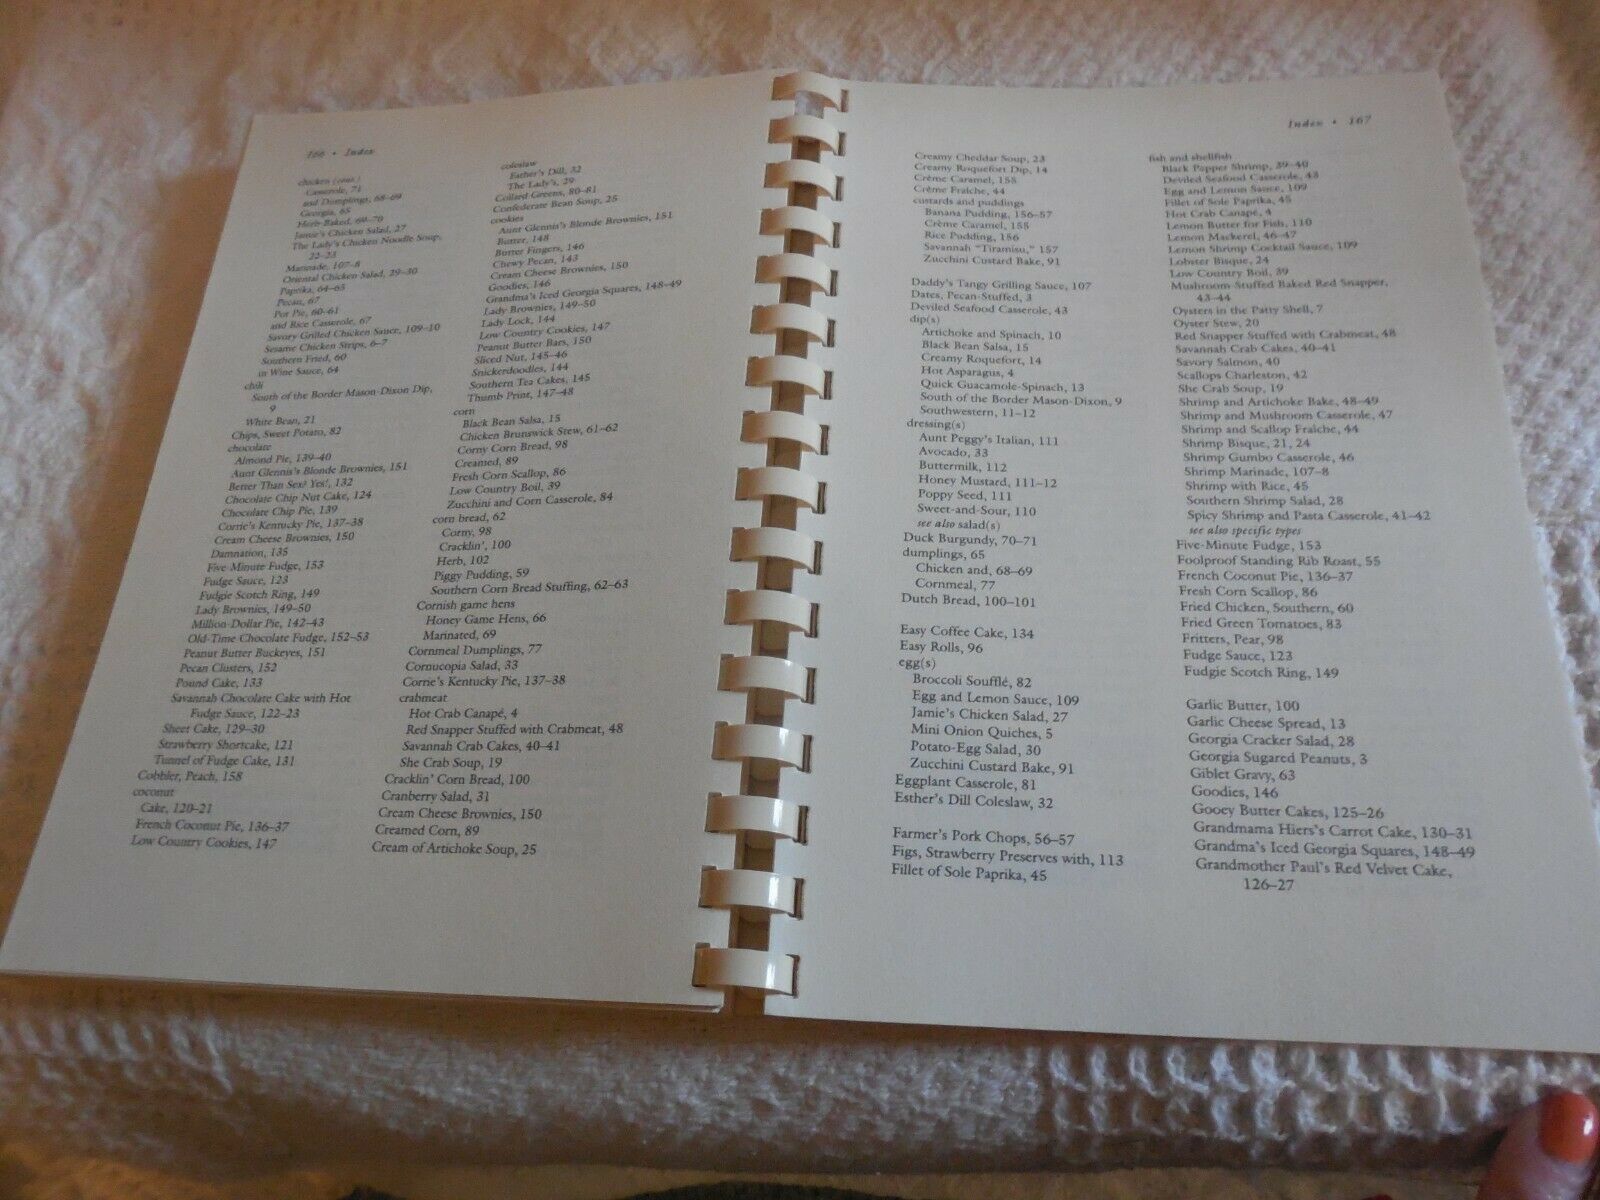 166 • Index
chicken (cont.)
Casserole, 71
and Dumplings, 68–69
Georgia, 65
Herb-Baked, 69–70
Jamie's Chicken Salad, 27
The Lady's Chicken Noodle Soup,
22–23
Marinade, 107–8
Oriental Chicken Salad, 29–30
Paprika, 64–65
Pecan, 67
Pot Pie, 60–61
and Rice Casserole, 67
Savory Grilled Chicken Sauce, 109–10
Sesame Chicken Strips, 6–7
Southern Fried, 60
in Wine Sauce, 64
chili
South of the Border Mason-Dixon Dip,
9
White Bean, 21
Chips, Sweet Potato, 82
chocolate
Almond Pie, 139–40
Aunt Glennis's Blonde Brownies, 151
Better Than Sex? Yes!, 132
Chocolate Chip Nut Cake, 124
Chocolate Chip Pie, 139
Corrie's Kentucky Pie, 137–38
Cream Cheese Brownies, 150
Damnation, 135
Five-Minute Fudge, 153
Fudge Sauce, 123
Fudgie Scotch Ring, 149
Lady Brownies, 149–50
Million-Dollar Pie, 142–43
Old-Time Chocolate Fudge, 152–53
Peanut Butter Buckeyes, 151
Pecan Clusters, 152
Pound Cake, 133
Savannah Chocolate Cake with Hot
Fudge Sauce, 122–23
Sheet Cake, 129–30
Strawberry Shortcake, 121
Tunnel of Fudge Cake, 131
Cobbler, Peach, 158
coconut
Cake, 120–21
French Coconut Pie, 136–37
Low Country Cookies, 147
coleslaw
Esther's Dill, 32
The Lady's, 29
Collard Greens, 80–81
Confederate Bean Soup, 25
cookies
Aunt Glennis's Blonde Brownies, 151
Butter, 148
Butter Fingers, 146
Chewy Pecan, 143
Cream Cheese Brownies, 150
Goodies, 146
Grandma's Iced Georgia Squares, 148–49
Lady Brownies, 149–50
Lady Lock, 144
Low Country Cookies, 147
Peanut Butter Bars, 150
Sliced Nut, 145–46
Snickerdoodles, 144
Southern Tea Cakes, 145
Thumb Print, 147–48
corn
Black Bean Salsa, 15
Chicken Brunswick Stew, 61–62
Corny Corn Bread, 98
Creamed, 89
Fresh Corn Scallop, 86
Low Country Boil, 39
Zucchini and Corn Casserole, 84
corn bread, 62
Corny, 98
Cracklin', 100
Herb, 102
Piggy Pudding, 59
Southern Corn Bread Stuffing, 62–63
Cornish game hens
Honey Game Hens, 66
Marinated, 69
Cornmeal Dumplings, 77
Cornucopia Salad, 33
Corrie's Kentucky Pie, 137–38
crabmeat
Hot Crab Canapé, 4
Red Snapper Stuffed with Crabmeat, 48
Savannah Crab Cakes, 40–41
She Crab Soup, 19
Cracklin' Corn Bread, 100
Cranberry Salad, 31
Cream Cheese Brownies, 150
Creamed Corn, 89
Cream of Artichoke Soup, 25
Index • 167
Creamy Cheddar Soup, 23
Creamy Roquefort Dip, 14
Crème Caramel, 155
Crème Fraîche, 44
custards and puddings
Banana Pudding, 156–57
Crème Caramel, 155
Rice Pudding, 156
Savannah "Tiramisu," 157
Zucchini Custard Bake, 91
Daddy's Tangy Grilling Sauce, 107
Dates, Pecan-Stuffed, 3
Deviled Seafood Casserole, 43
dip(s)
Artichoke and Spinach, 10
Black Bean Salsa, 15
Creamy Roquefort, 14
Hot Asparagus, 4
Quick Guacamole-Spinach, 13
South of the Border Mason-Dixon, 9
Southwestern, 11–12
dressing(s)
Aunt Peggy's Italian, 111
Avocado, 33
Buttermilk, 112
Honey Mustard, 111–12
Poppy Seed, 111
Sweet-and-Sour, 110
see also salad(s)
Duck Burgundy, 70–71
dumplings, 65
Chicken and, 68–69
Cornmeal, 77
Dutch Bread, 100–101
Easy Coffee Cake, 134
Easy Rolls, 96
egg(s)
Broccoli Soufflé, 82
Egg and Lemon Sauce, 109
Jamie's Chicken Salad, 27
Mini Onion Quiches, 5
Potato-Egg Salad, 30
Zucchini Custard Bake, 91
Eggplant Casserole, 81
Esther's Dill Coleslaw, 32
Farmer's Pork Chops, 56–57
Figs, Strawberry Preserves with, 113
Fillet of Sole Paprika, 45
fish and shellfish
Black Pepper Shrimp, 39–40
Deviled Seafood Casserole, 43
Egg and Lemon Sauce, 109
Fillet of Sole Paprika, 45
Hot Crab Canapé, 4
Lemon Butter for Fish, 110
Lemon Mackerel, 46–47
Lemon Shrimp Cocktail Sauce, 109
Lobster Bisque, 24
Low Country Boil, 39
Mushroom-Stuffed Baked Red Snapper,
43–44
Oysters in the Patty Shell, 7
Oyster Stew, 20
Red Snapper Stuffed with Crabmeat, 48
Savannah Crab Cakes, 40–41
Savory Salmon, 40
Scallops Charleston, 42
She Crab Soup, 19
Shrimp and Artichoke Bake, 48–49
Shrimp and Mushroom Casserole, 47
Shrimp and Scallop Fraîche, 44
Shrimp Bisque, 21, 24
Shrimp Gumbo Casserole, 46
Shrimp Marinade, 107–8
Shrimp with Rice, 45
Southern Shrimp Salad, 28
Spicy Shrimp and Pasta Casserole, 41–42
see also specific types
Five-Minute Fudge, 153
Foolproof Standing Rib Roast, 55
French Coconut Pie, 136–37
Fresh Corn Scallop, 86
Fried Chicken, Southern, 60
Fried Green Tomatoes, 83
Fritters, Pear, 98
Fudge Sauce, 123
Fudgie Scotch Ring, 149
Garlic Butter, 100
Garlic Cheese Spread, 13
Georgia Cracker Salad, 28
Georgia Sugared Peanuts, 3
Giblet Gravy, 63
Goodies, 146
Gooey Butter Cakes, 125–26
Grandmama Hiers's Carrot Cake, 130–31
Grandma's Iced Georgia Squares, 148–49
Grandmother Paul's Red Velvet Cake,
126–27